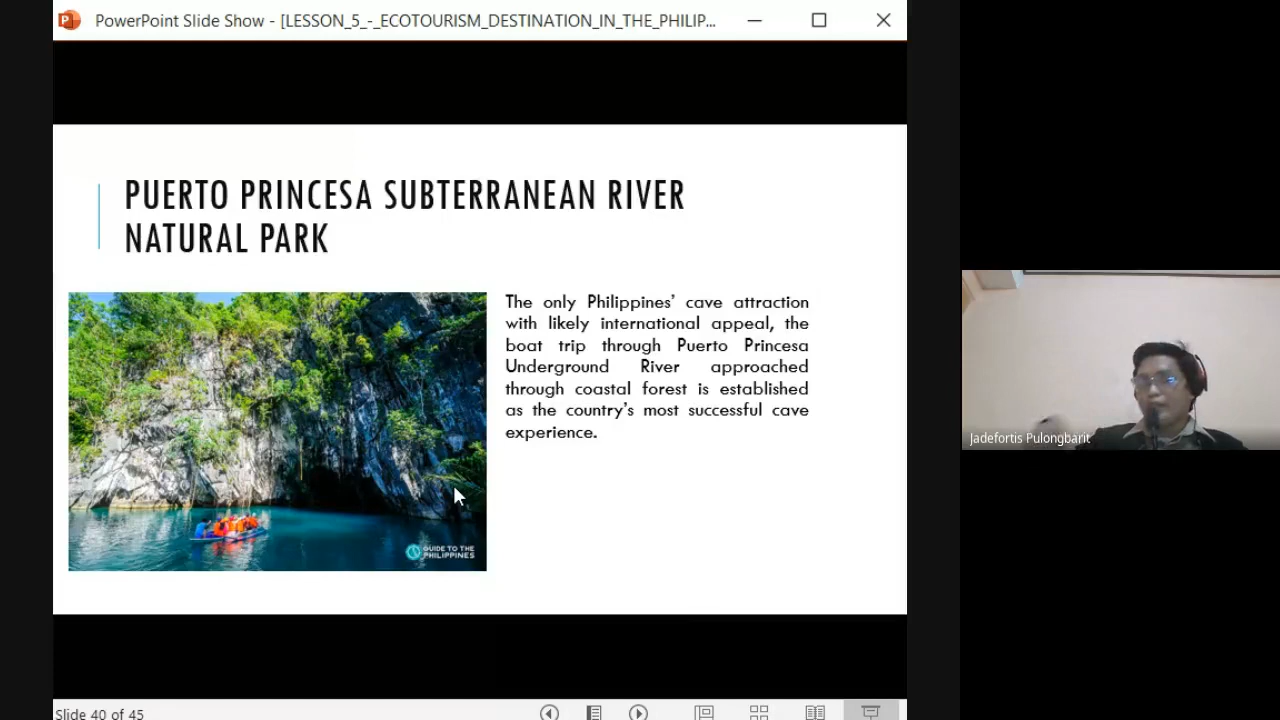 PowerPoint Slide Show - [LESSON_5_-_ECOTOURISM_DESTINATION_IN_THE_PHILIP...
PUERTO PRINCESA SUBTERRANEAN RIVER
NATURAL PARK
The only Philippines' cave attraction
with likely international appeal, the
boat trip through Puerto Princesa
Underground River approached
through coastal forest is established
as the country's most successful cave
experience.
GUIDE TO THE
PHILIPPINES
Jadefortis Pulongbarit
Slide 40 of 45